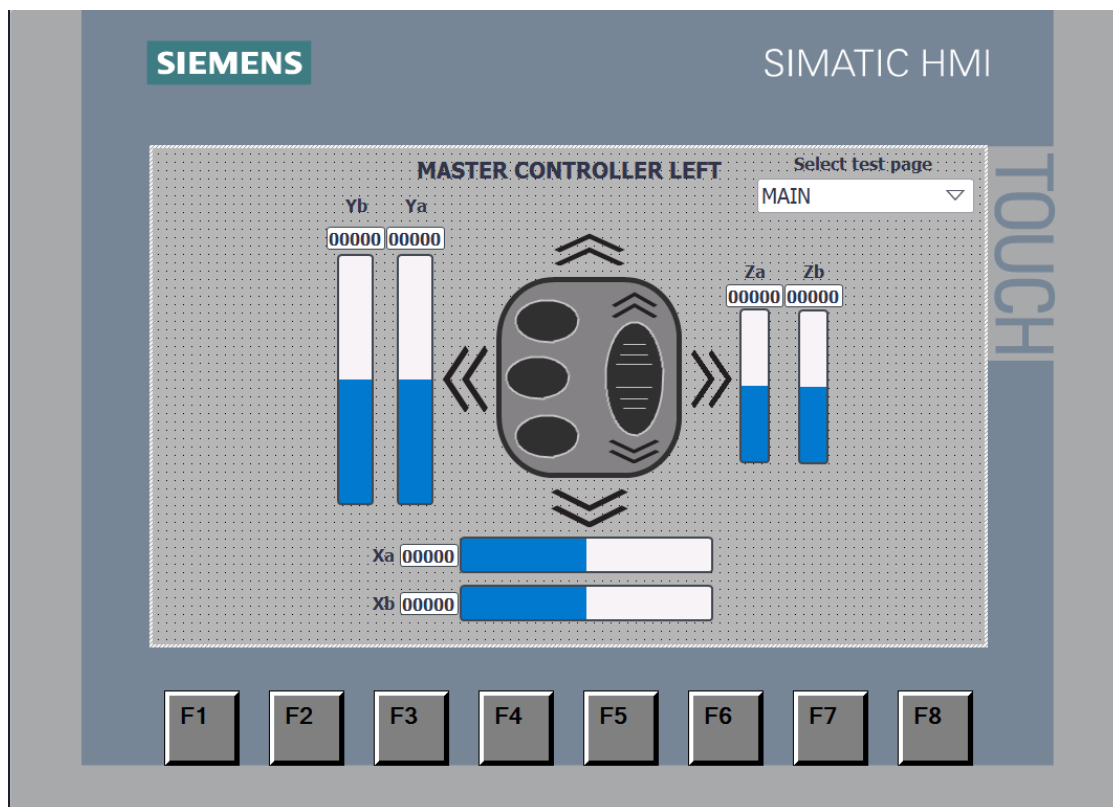 SIEMENS
SIMATIC HMI
TOUCH
MASTER CONTROLLER LEFT
Select test page
MAIN
Yb Ya
00000 00000
Za Zb
00000 00000
Xa 00000
Xb 00000
F1 F2 F3 F4 F5 F6 F7 F8